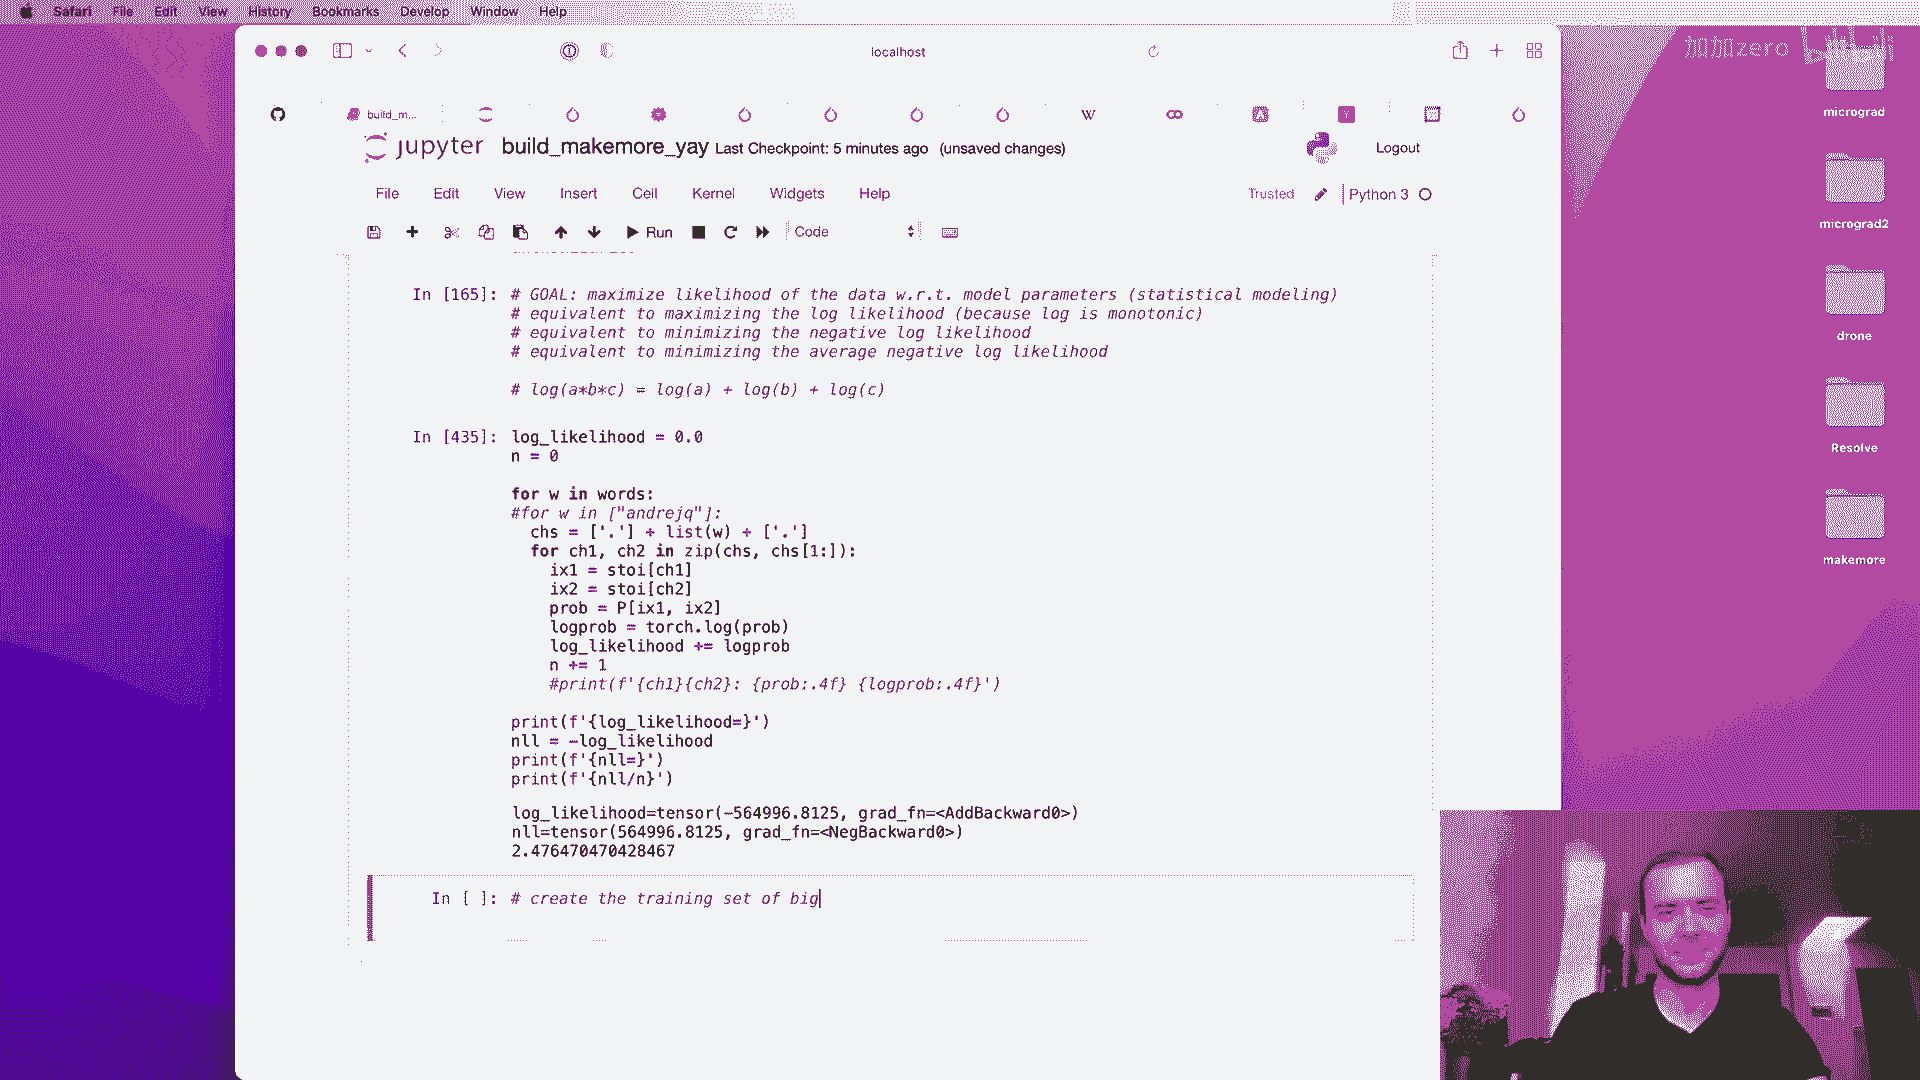 Safari File Edit View History Bookmarks Develop Window Help
localhost
加加zero
build_m...
W
jupyter build_makemore_yay Last Checkpoint: 5 minutes ago (unsaved changes)
Logout
File Edit View Insert Cell Kernel Widgets Help
Trusted
Python 3
Run
Code
micrograd
micrograd2
drone
Resolve
makemore
In [165]: # GOAL: maximize likelihood of the data w.r.t. model parameters (statistical modeling)
# equivalent to maximizing the log likelihood (because log is monotonic)
# equivalent to minimizing the negative log likelihood
# equivalent to minimizing the average negative log likelihood
# log(a*b*c) = log(a) + log(b) + log(c)
In [435]: log_likelihood = 0.0
n = 0
for w in words:
#for w in ["andrejq"]:
chs = ['.'] + list(w) + ['.']
for ch1, ch2 in zip(chs, chs[1:]):
ix1 = stoi[ch1]
ix2 = stoi[ch2]
prob = P[ix1, ix2]
logprob = torch.log(prob)
log_likelihood += logprob
n += 1
#print(f'{ch1}{ch2}: {prob:.4f} {logprob:.4f}')
print(f'{log_likelihood=}')
nll = -log_likelihood
print(f'{nll=}')
print(f'{nll/n}')
log_likelihood=tensor(-564996.8125, grad_fn=<AddBackward0>)
nll=tensor(564996.8125, grad_fn=<NegBackward0>)
2.476470470428467
In [ ]: # create the training set of big